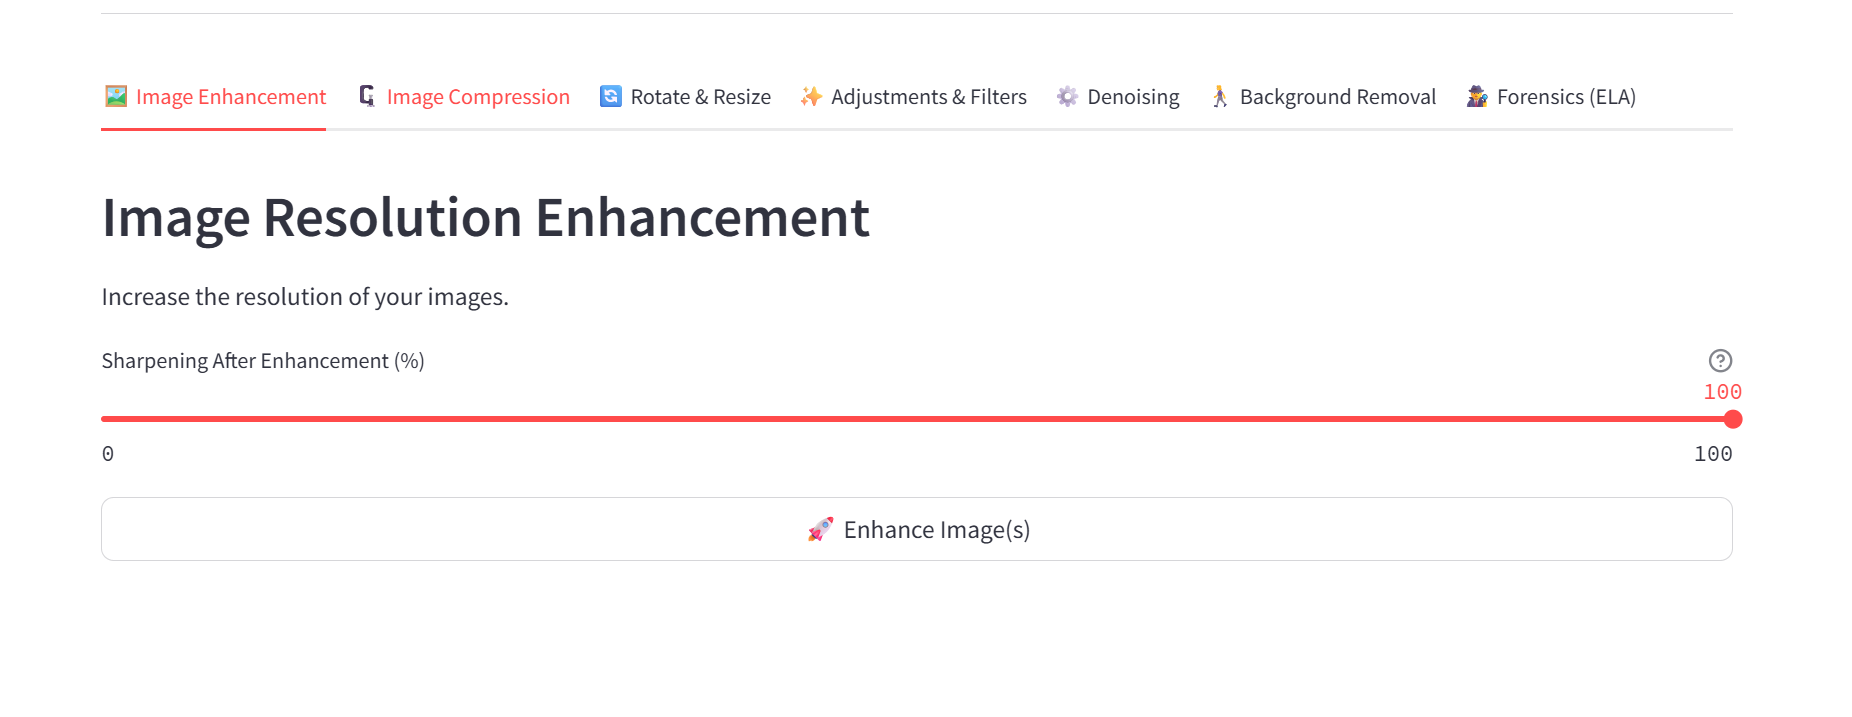 Image Enhancement Image Compression Rotate & Resize Adjustments & Filters Denoising Background Removal Forensics (ELA)
Image Resolution Enhancement
Increase the resolution of your images.
Sharpening After Enhancement (%)
100
0 100
Enhance Image(s)